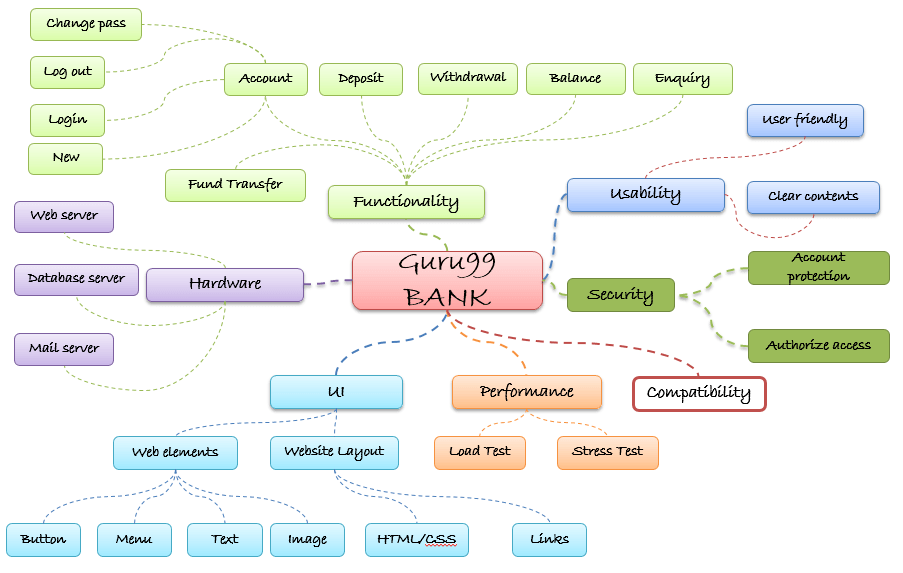 Change pass
Log out
Account
Deposit
Withdrawal
Balance
Enquiry
Login
User friendly
New
Fund Transfer
Functionality
Usability
Clear contents
Web server
Guru99
BANK
Account
protection
Database server
Hardware
Security
Mail server
Authorize access
UI
Performance
Compatibility
Web elements
Website Layout
Load Test
Stress Test
Button
Menu
Text
Image
HTML/CSS
Links